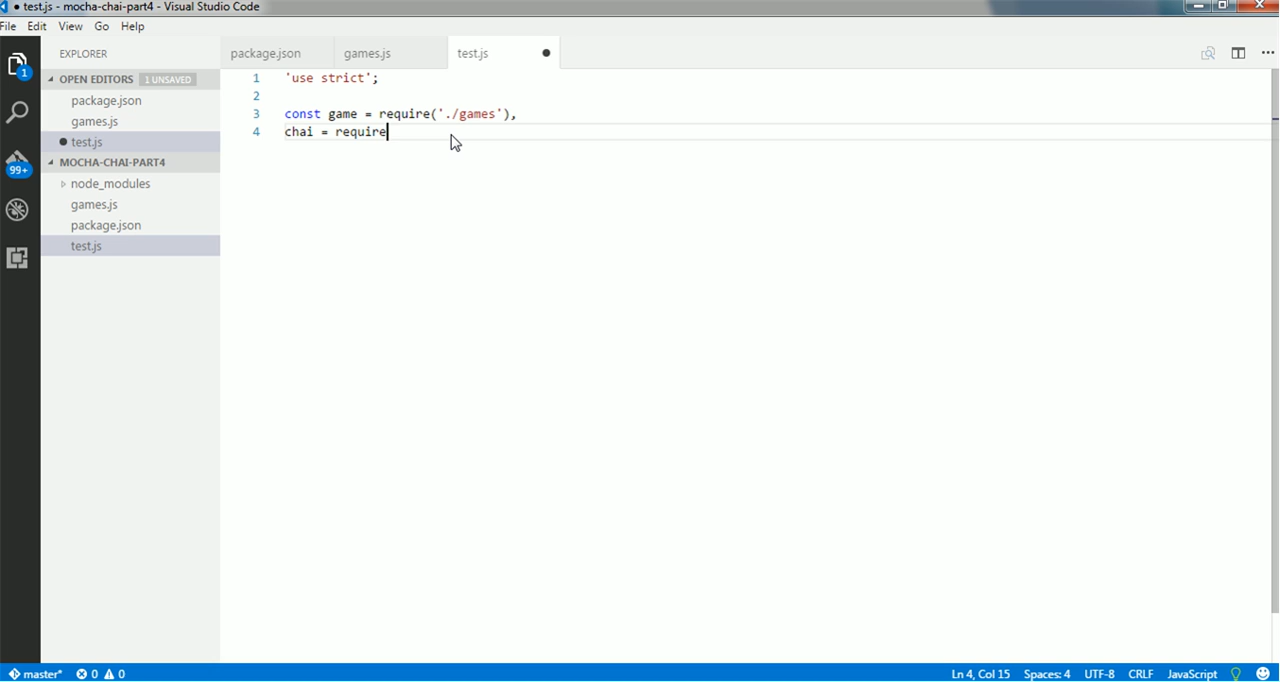 ● test.js - mocha-chai-part4 - Visual Studio Code
File Edit View Go Help
EXPLORER
OPEN EDITORS 1 UNSAVED
package.json
games.js
● test.js
MOCHA-CHAI-PART4
node_modules
games.js
package.json
test.js
1
99+
package.json games.js test.js ●
1 'use strict';
2
3 const game = require('./games'),
4 chai = require
master* 0 0 Ln 4, Col 15 Spaces: 4 UTF-8 CRLF JavaScript